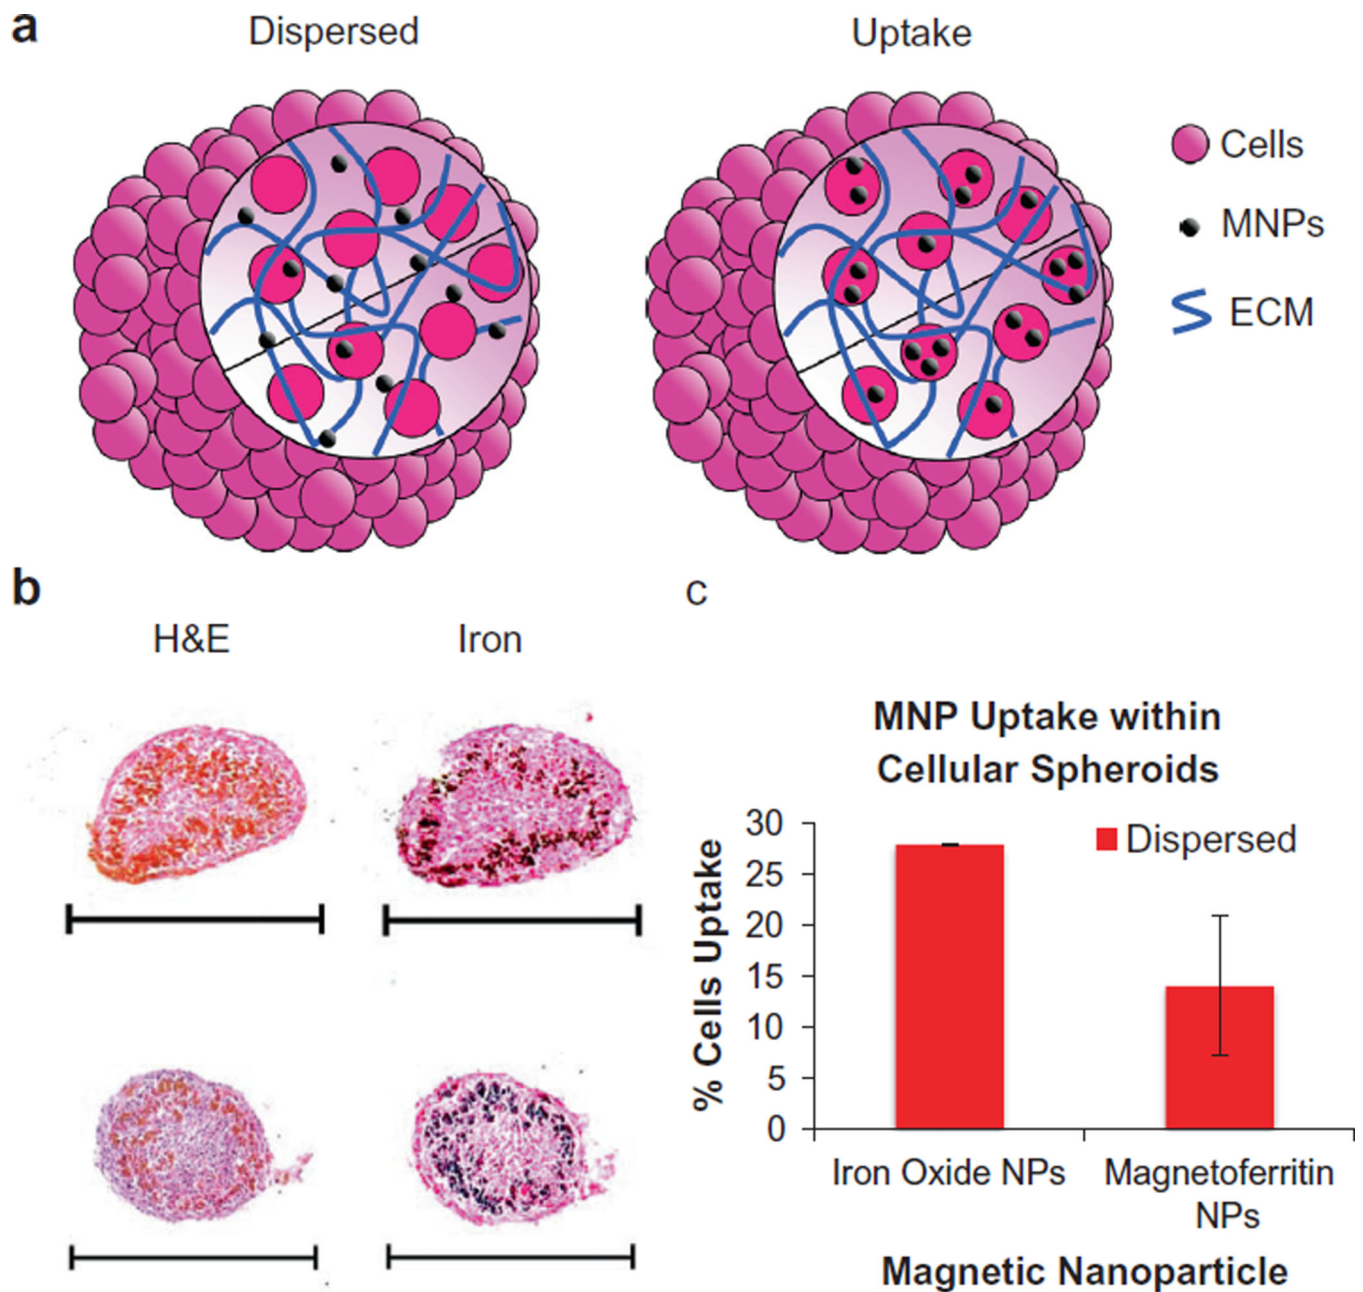 a
Dispersed
Uptake
Cells
MNPs
ECM
b
H&E
Iron
c
MNP Uptake within
Cellular Spheroids
Dispersed
% Cells Uptake
30
25
20
15
10
5
0
Iron Oxide NPs
Magnetoferritin
NPs
Magnetic Nanoparticle